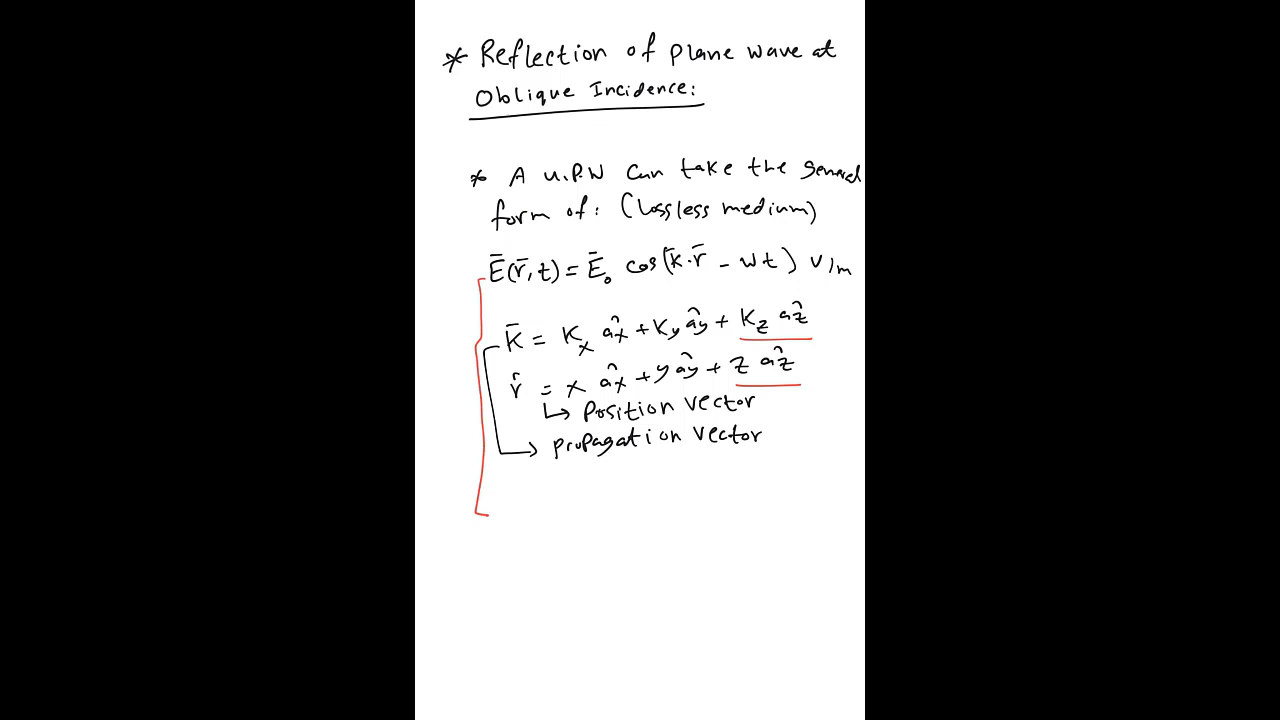 * Reflection of plane wave at
Oblique Incidence:
* A U.P.W Can take the general
form of: (Lossless medium)
Ē(r̄,t) = Ē₀ cos(k̄·r̄ - wt) V/m
K̄ = Kₓ âx + Ky ây + Kz âz
r̂ = x âx + y ây + z âz
↳ Position vector
→ propagation vector